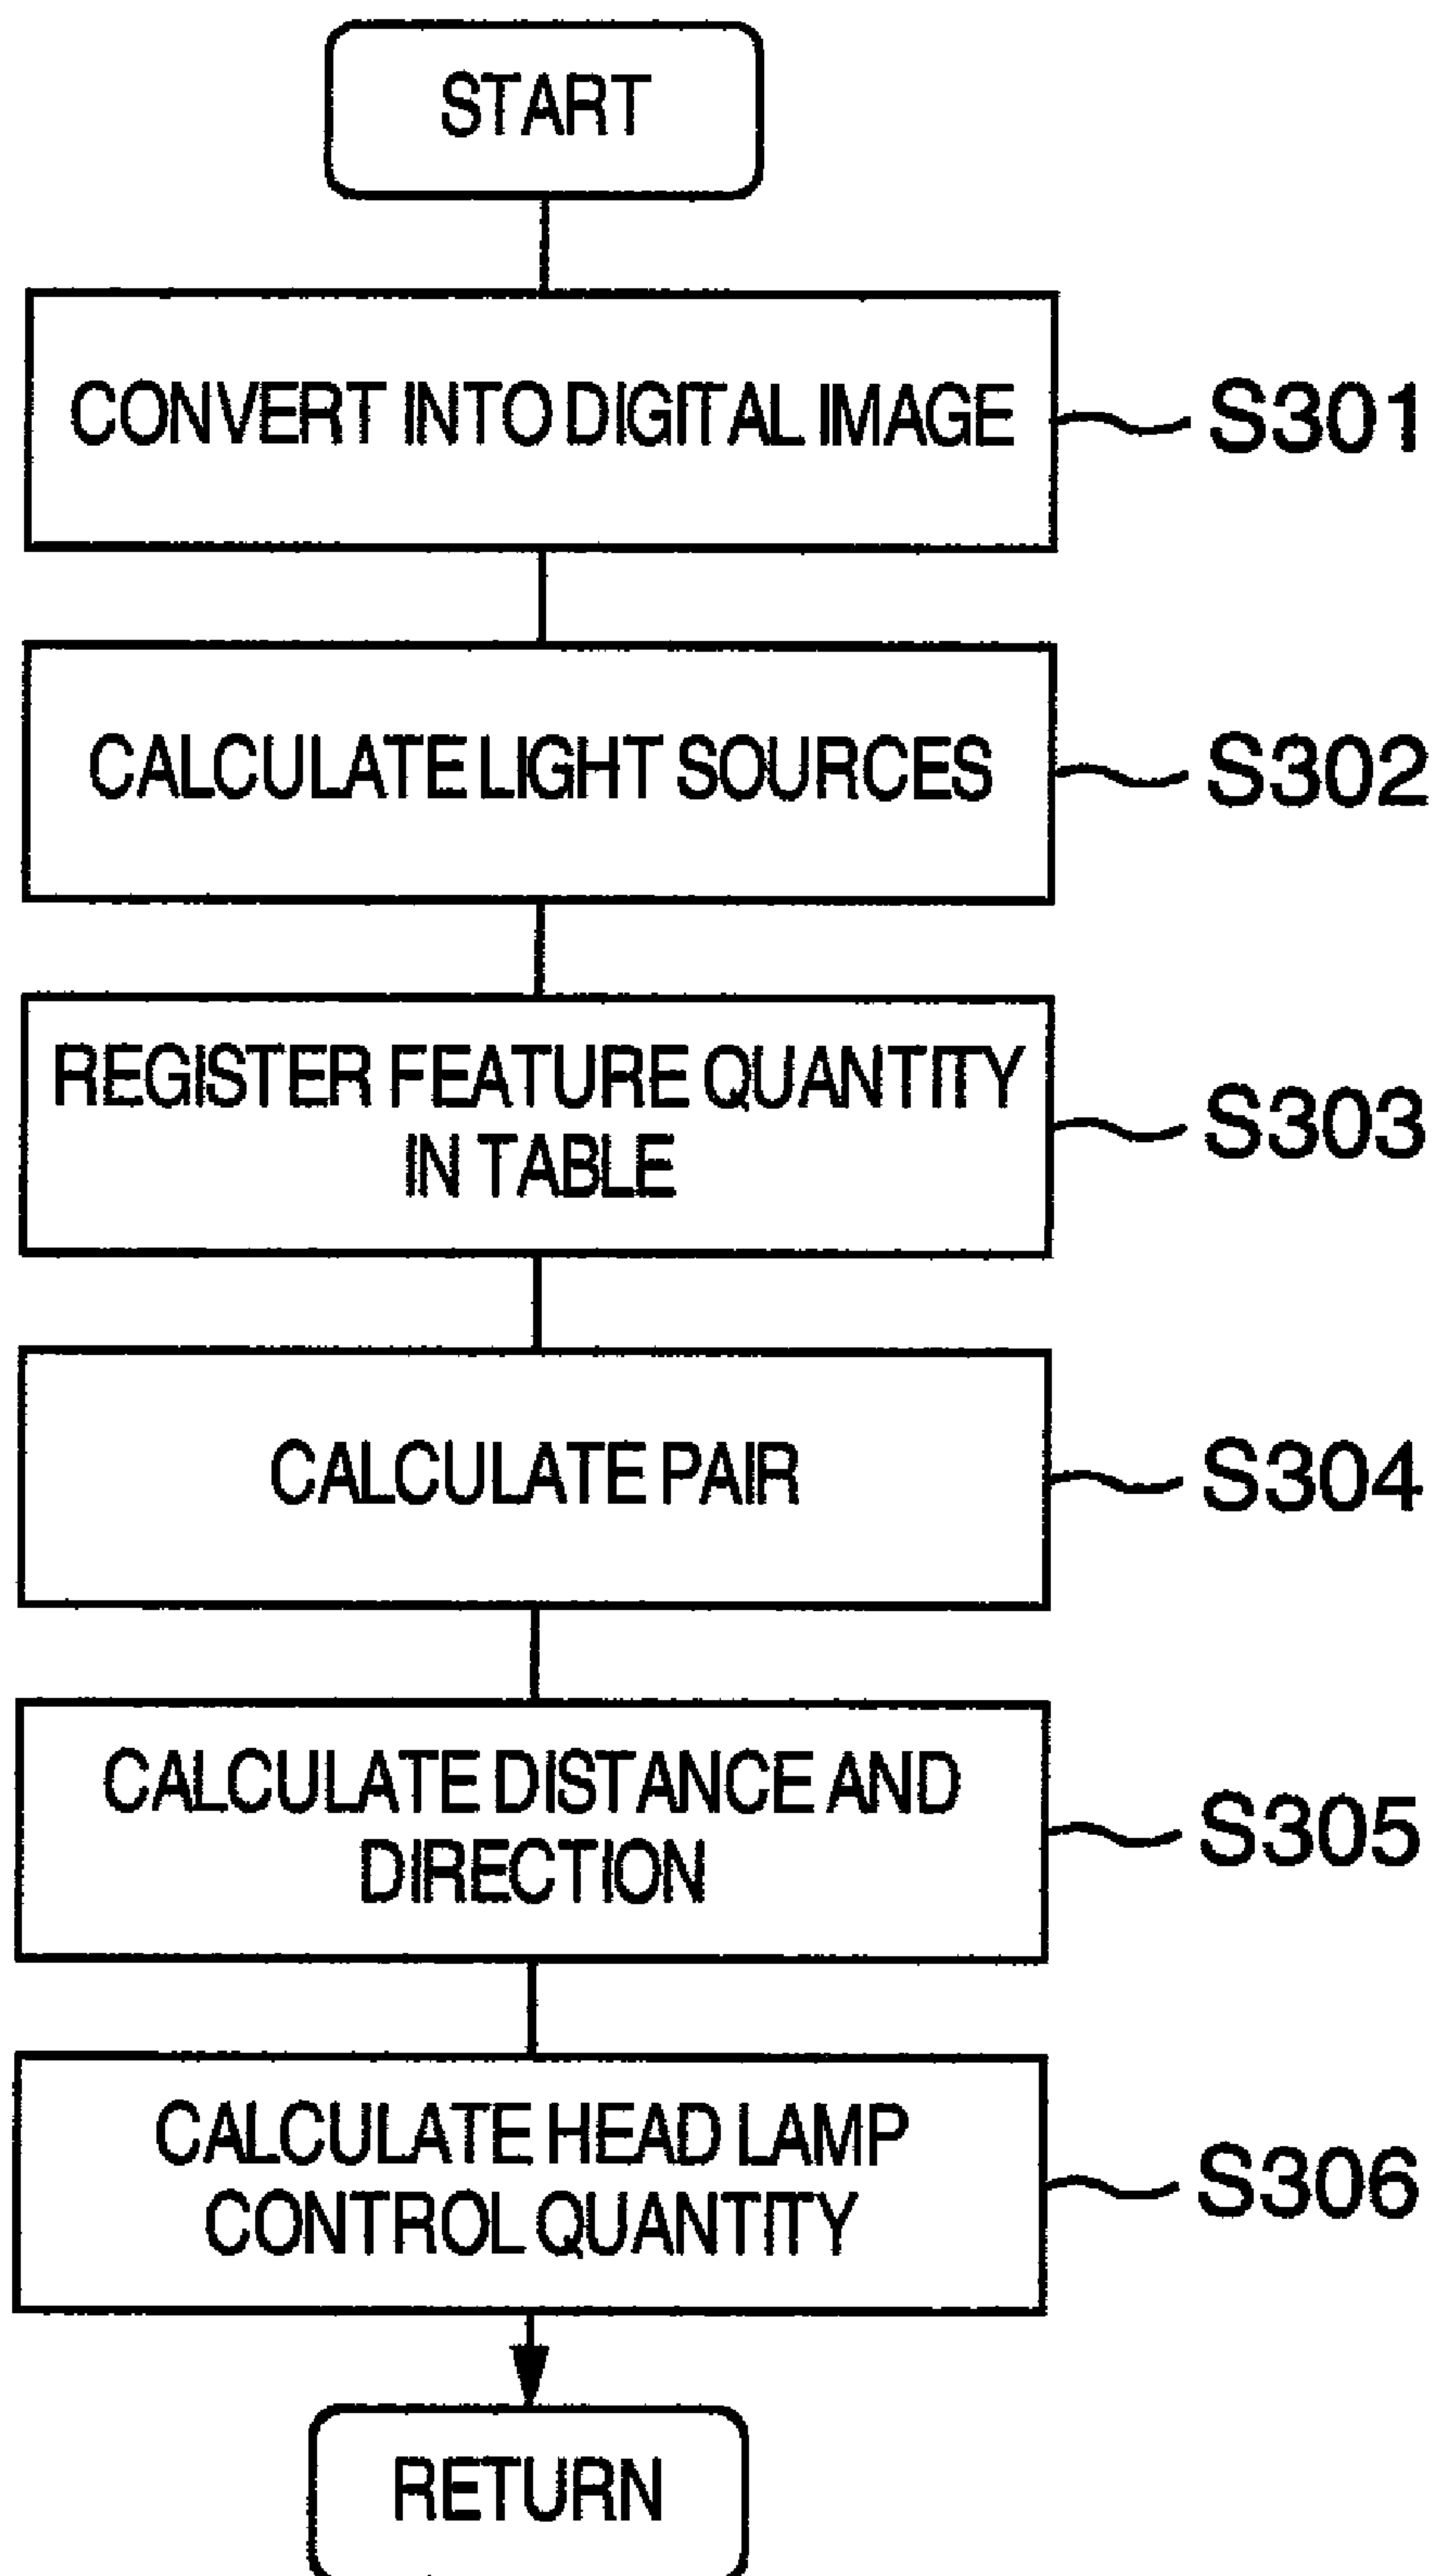 START
CONVERT INTO DIGITAL IMAGE
S301
CALCULATE LIGHT SOURCES
S302
REGISTER FEATURE QUANTITY
IN TABLE
S303
CALCULATE PAIR
S304
CALCULATE DISTANCE AND
DIRECTION
S305
CALCULATE HEAD LAMP
CONTROL QUANTITY
S306
RETURN